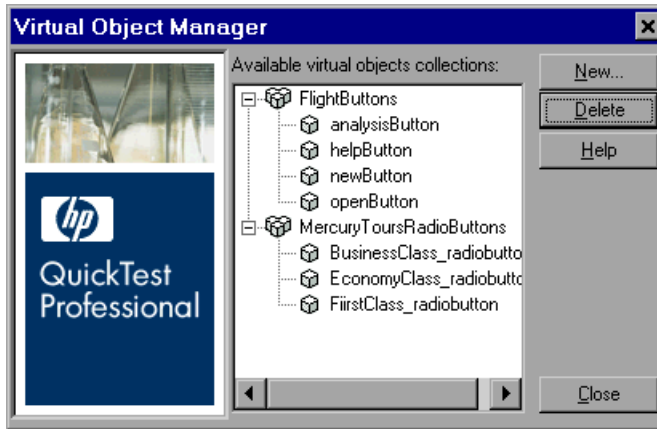 Virtual Object Manager
Available virtual objects collections:
FlightButtons
analysisButton
helpButton
newButton
openButton
MercuryToursRadioButtons
BusinessClass_radiobutto
EconomyClass_radiobutto
FiirstClass_radiobutton
hp
QuickTest
Professional
New...
Delete
Help
Close